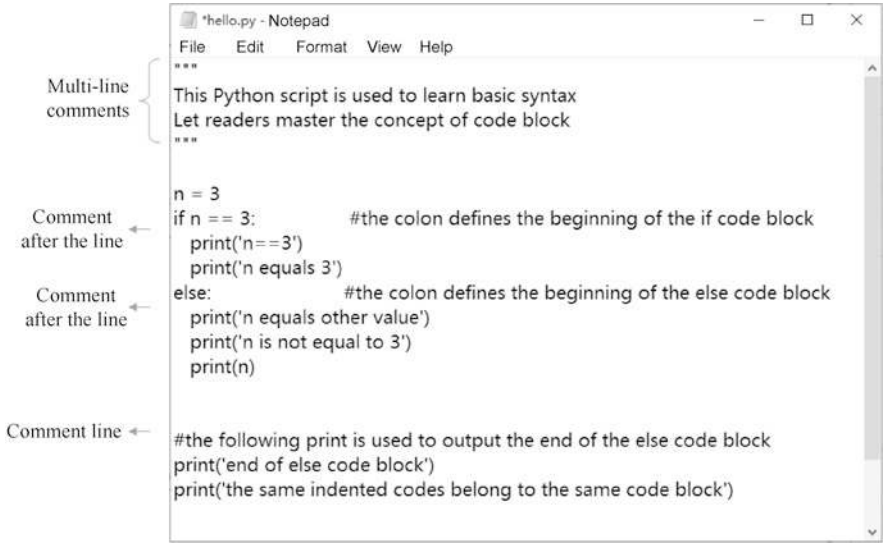 *hello.py - Notepad
File Edit Format View Help
Multi-line
comments
"""
This Python script is used to learn basic syntax
Let readers master the concept of code block
"""
n = 3
Comment
after the line
if n == 3: #the colon defines the beginning of the if code block
print('n==3')
print('n equals 3')
Comment
after the line
else: #the colon defines the beginning of the else code block
print('n equals other value')
print('n is not equal to 3')
print(n)
Comment line
#the following print is used to output the end of the else code block
print('end of else code block')
print('the same indented codes belong to the same code block')